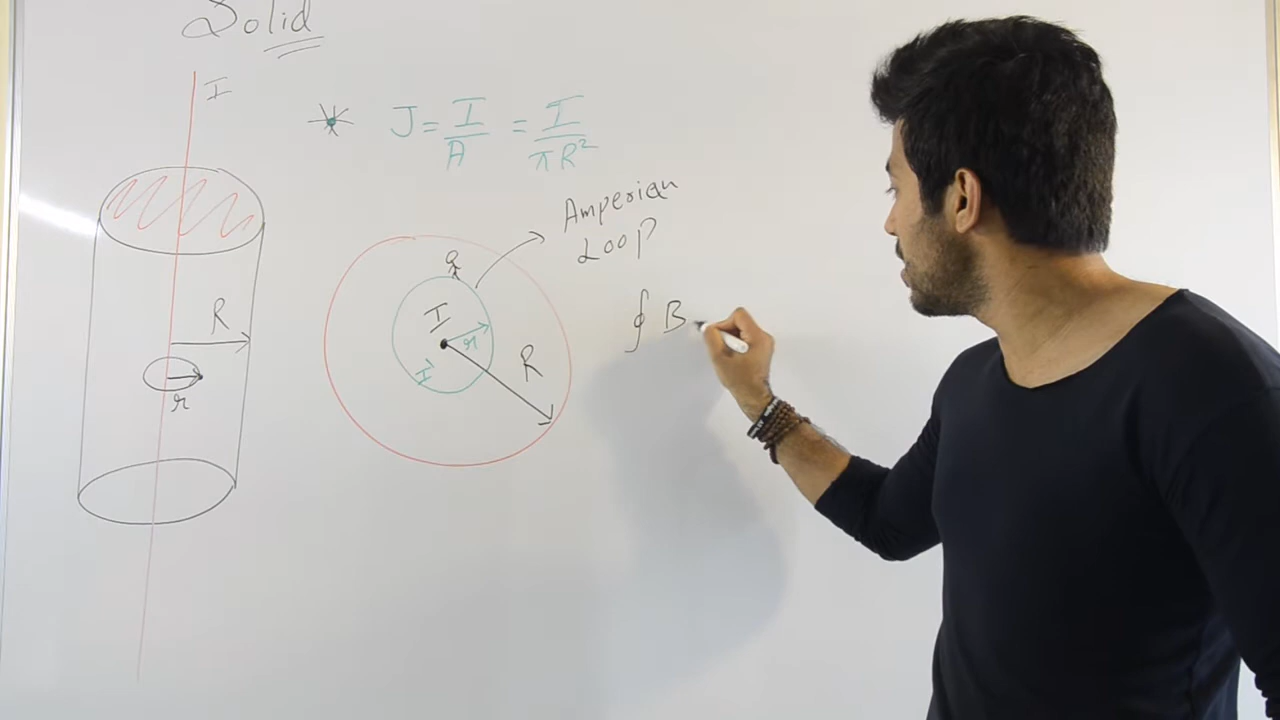 Solid
I
J = I/A = I/πR²
Amperian
Loop
R
r
I
r
I'
R
∮ B